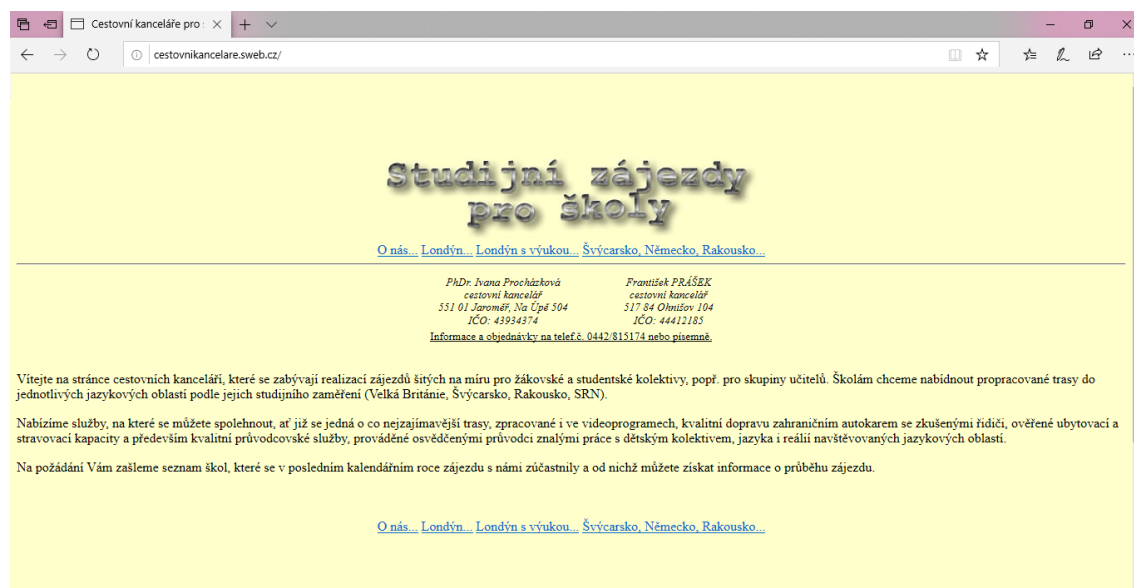 Cestovní kanceláře pro
cestovnikancelare.sweb.cz/
Studijní zájezdy
pro školy
O nás... Londýn... Londýn s výukou... Švýcarsko, Německo, Rakousko...
PhDr. Ivana Procházková
cestovní kancelář
551 01 Jaroměř, Na Úpě 504
IČO: 43934374
František PRÁŠEK
cestovní kancelář
517 84 Ohnišov 104
IČO: 44412185
Informace a objednávky na telef.č. 0442/815174 nebo písemně.
Vítejte na stránce cestovních kanceláří, které se zabývají realizací zájezdů šitých na míru pro žákovské a studentské kolektivy, popř. pro skupiny učitelů. Školám chceme nabídnout propracované trasy do
jednotlivých jazykových oblastí podle jejich studijního zaměření (Velká Británie, Švýcarsko, Rakousko, SRN).
Nabízíme služby, na které se můžete spolehnout, ať již se jedná o co nejzajímavější trasy, zpracované i ve videoprogramech, kvalitní dopravu zahraničním autokarem se zkušenými řidiči, ověřené ubytovací a
stravovací kapacity a především kvalitní průvodcovské služby, prováděné osvědčenými průvodci znalými práce s dětským kolektivem, jazyka i reálií navštěvovaných jazykových oblastí.
Na požádání Vám zašleme seznam škol, které se v posledním kalendářním roce zájezdu s námi zúčastnily a od nichž můžete získat informace o průběhu zájezdu.
O nás... Londýn... Londýn s výukou... Švýcarsko, Německo, Rakousko...